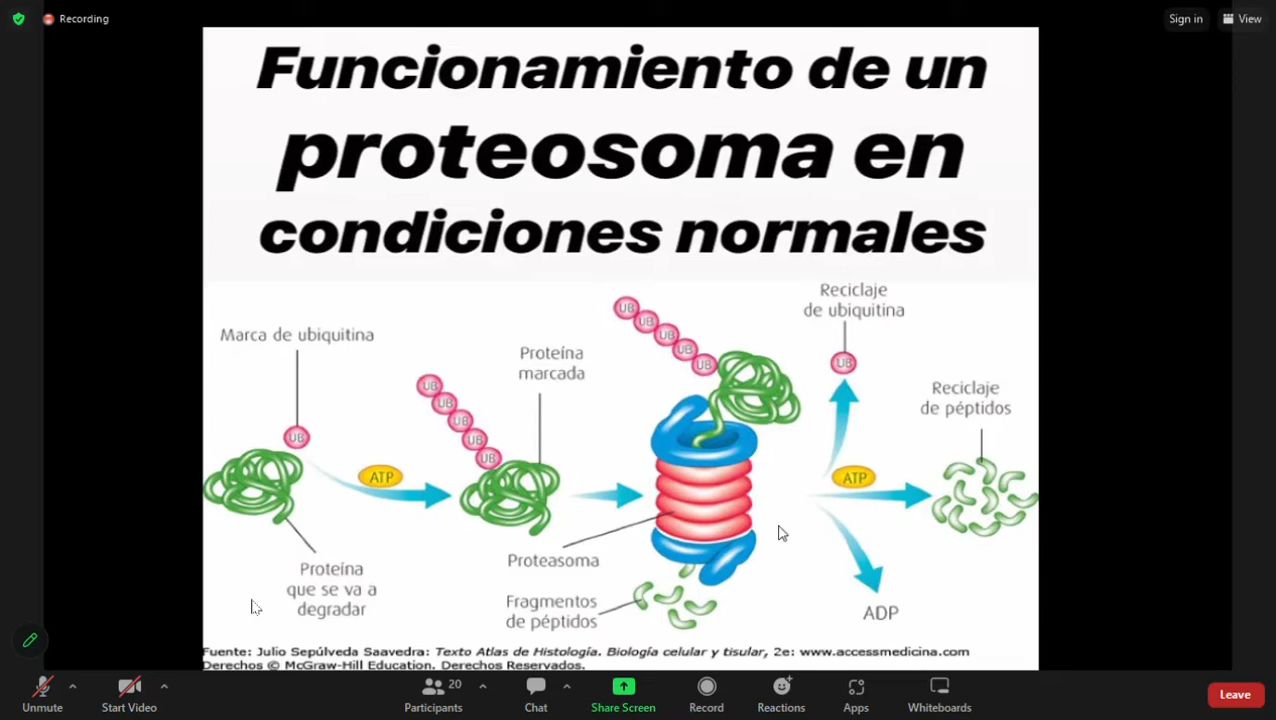 Recording
Sign in
View
Funcionamiento de un
proteosoma en
condiciones normales
Marca de ubiquitina
UB
Proteína
que se va a
degradar
ATP
UB
UB
UB
UB
UB
Proteína
marcada
UB
UB
UB
UB
UB
Proteasoma
Fragmentos
de péptidos
Reciclaje
de ubiquitina
UB
ATP
ADP
Reciclaje
de péptidos
Fuente: Julio Sepúlveda Saavedra: Texto Atlas de Histología. Biología celular y tisular, 2e: www.accessmedicina.com
Derechos © McGraw-Hill Education. Derechos Reservados.
Unmute
Start Video
20
Participants
Chat
Share Screen
Record
Reactions
Apps
Whiteboards
Leave